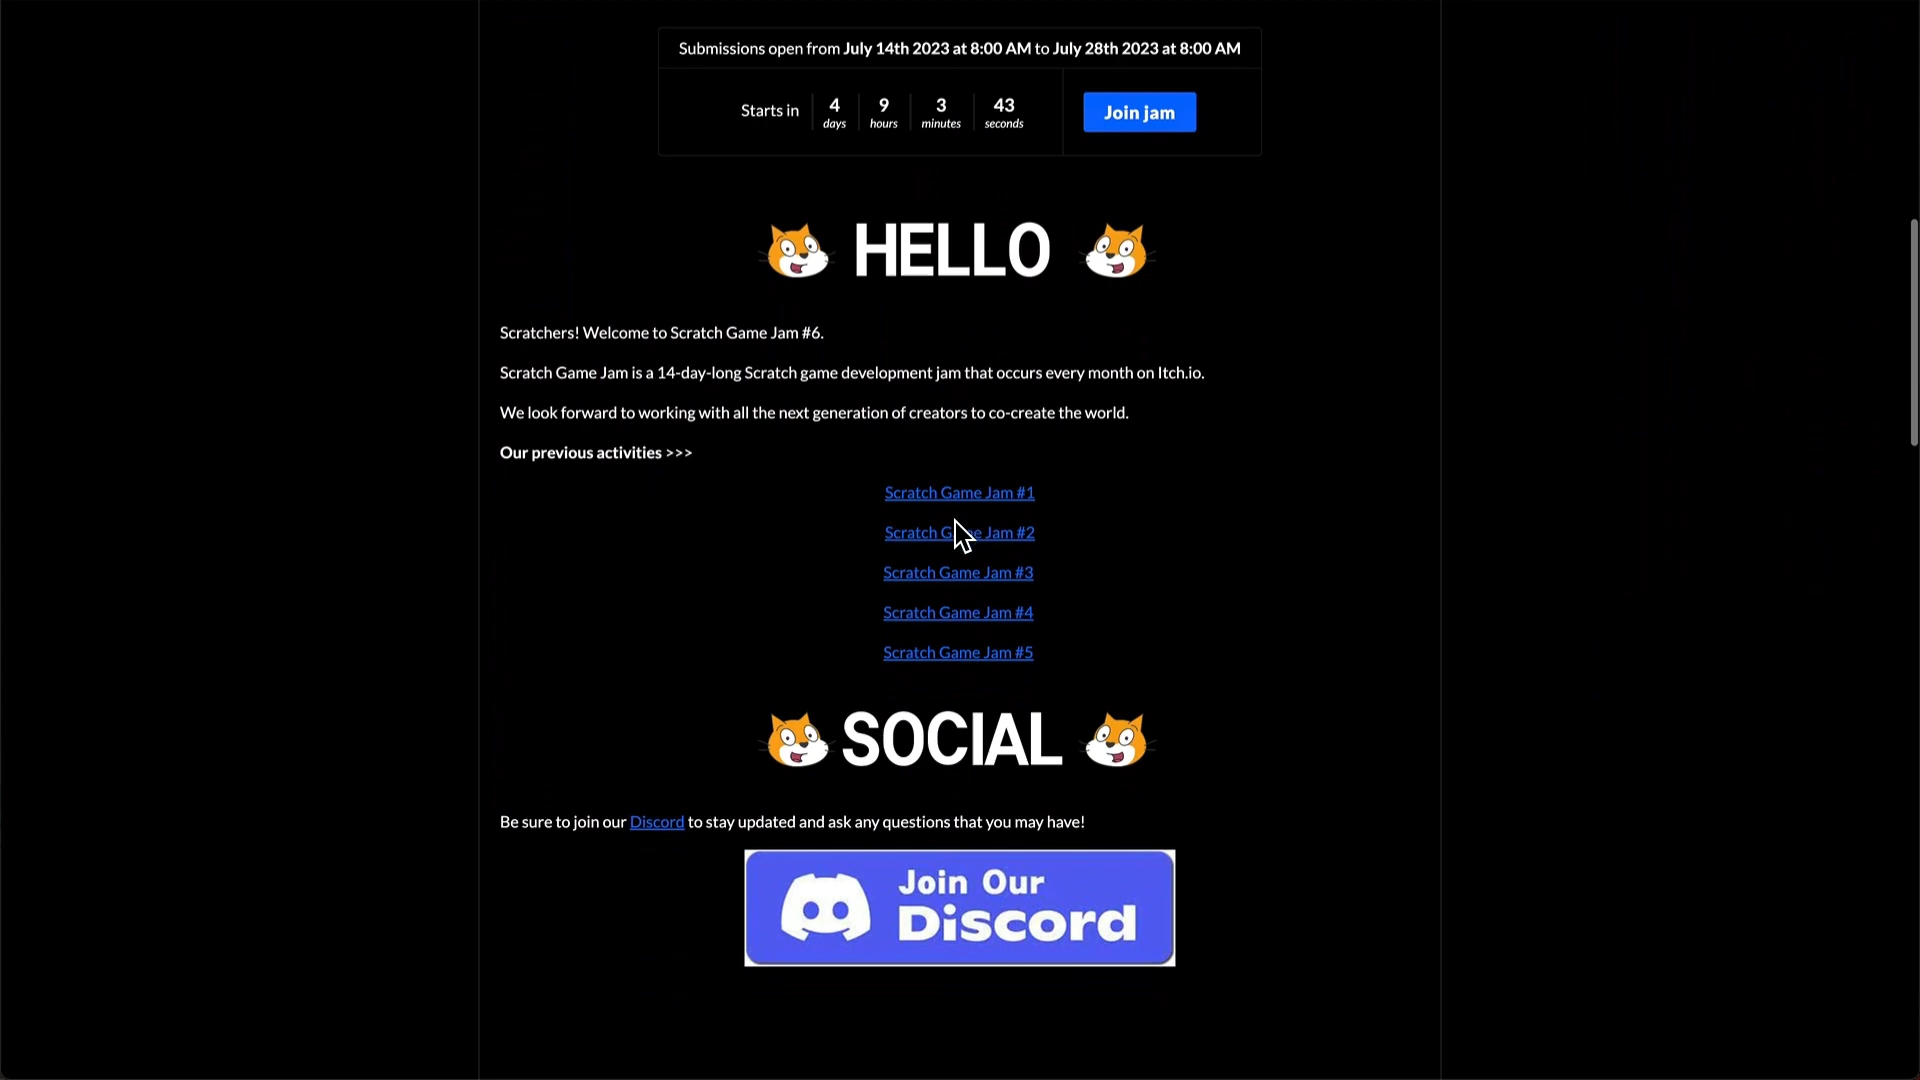 Submissions open from July 14th 2023 at 8:00 AM to July 28th 2023 at 8:00 AM
Starts in 4 days 9 hours 3 minutes 43 seconds
Join jam
HELLO
Scratchers! Welcome to Scratch Game Jam #6.
Scratch Game Jam is a 14-day-long Scratch game development jam that occurs every month on Itch.io.
We look forward to working with all the next generation of creators to co-create the world.
Our previous activities >>>
Scratch Game Jam #1
Scratch Game Jam #2
Scratch Game Jam #3
Scratch Game Jam #4
Scratch Game Jam #5
SOCIAL
Be sure to join our Discord to stay updated and ask any questions that you may have!
Join Our
Discord